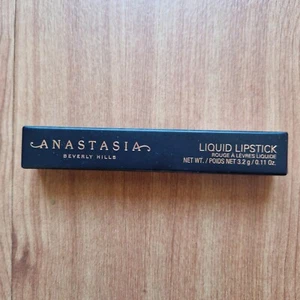 ANASTASIA
BEVERLY HILLS
LIQUID LIPSTICK
ROUGE À LÈVRES LIQUIDE
NET WT. / POIDS NET 3.2 g / 0.11 Oz.